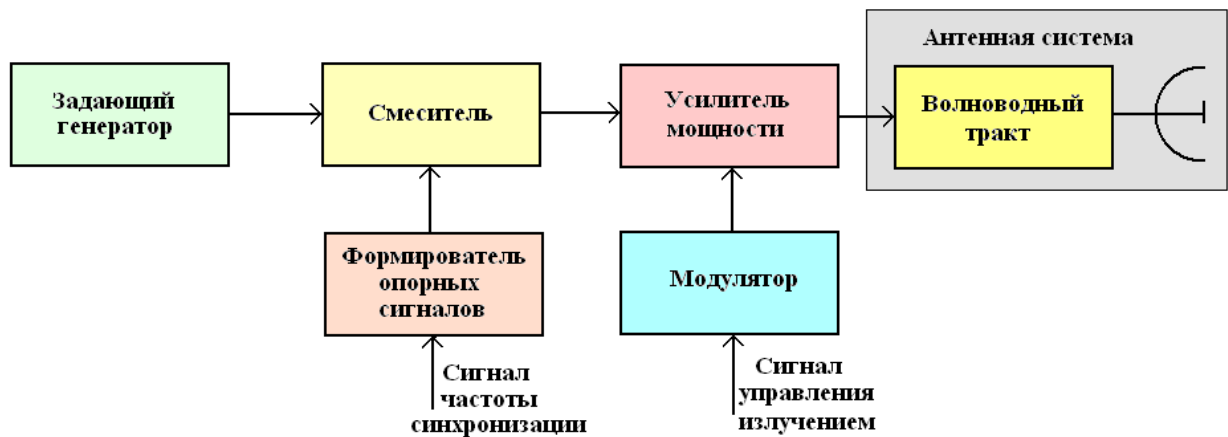 Антенная система
Задающий
генератор
Смеситель
Усилитель
мощности
Волноводный
тракт
Формирователь
опорных
сигналов
Модулятор
Сигнал
частоты
синхронизации
Сигнал
управления
излучением